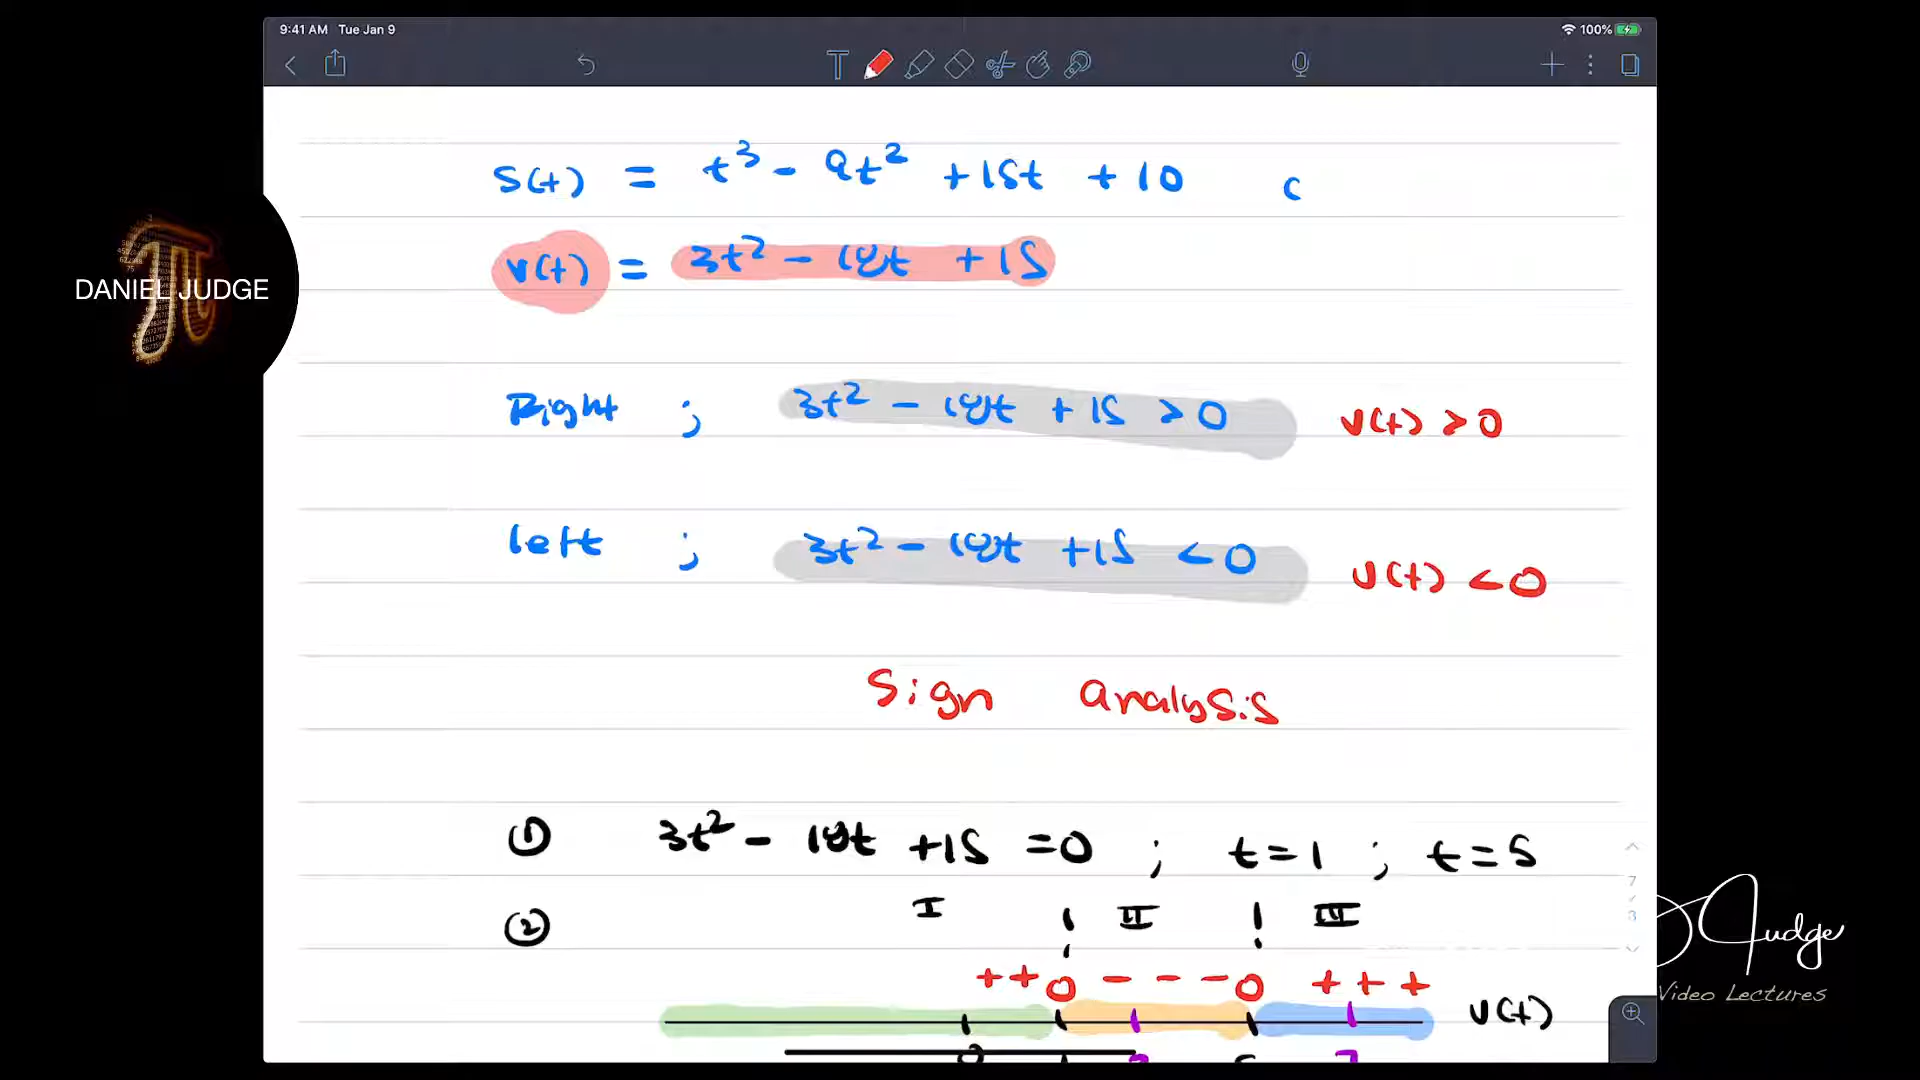 9:41 AM Tue Jan 9
100%
s(t) = t³ - 9t² + 15t + 10 c
v(t) = 3t² - 18t + 15
DANIEL JUDGE
Right ; 3t² - 18t + 15 > 0 v(t) > 0
left ; 3t² - 18t + 15 < 0 v(t) < 0
Sign analysis
① 3t² - 18t + 15 = 0 ; t = 1 ; t = 5
② I II III
+ + 0 - - - 0 + + +
v(t)
7
8
Judge
Video Lectures